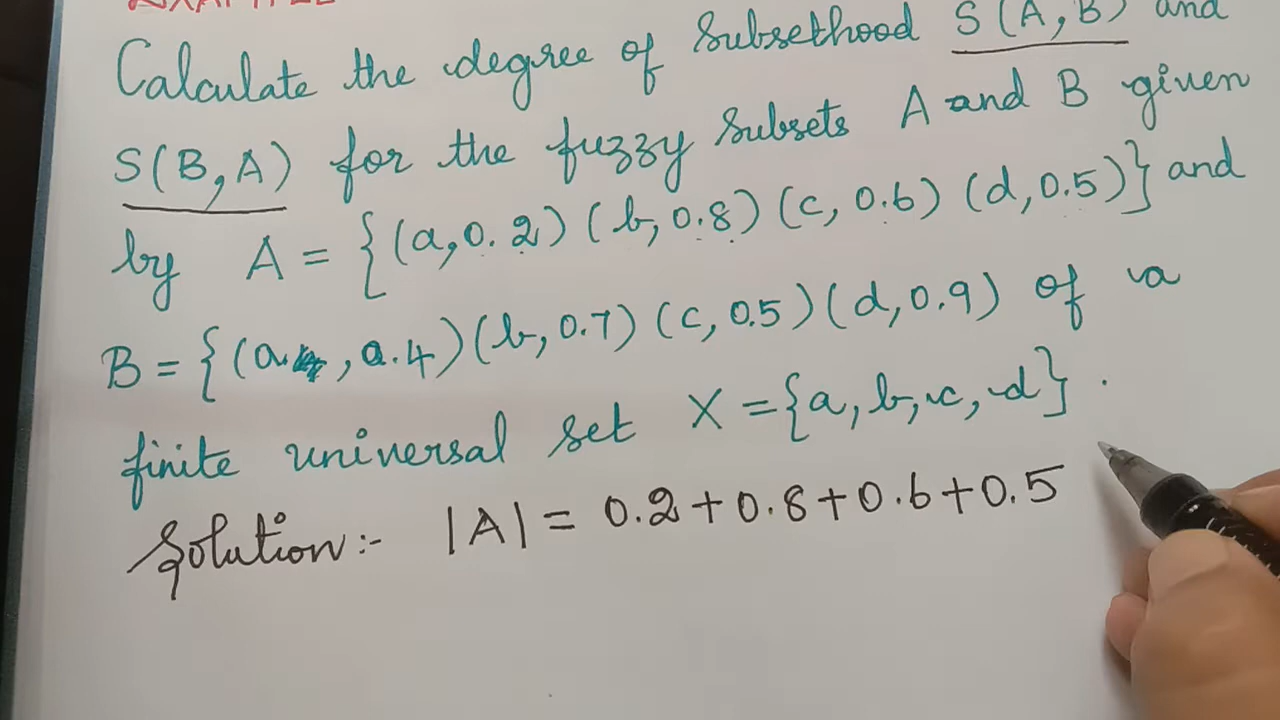 Calculate the degree of Subsethood S(A,B) and
S(B,A) for the fuzzy subsets A and B given
by A = {(a,0.2) (b,0.8) (c,0.6) (d,0.5)} and
B = {(a, 0.4)(b,0.7)(c,0.5)(d,0.9) of a
finite universal set X = {a, b, c, d}.
Solution:- |A| = 0.2+0.8+0.6+0.5